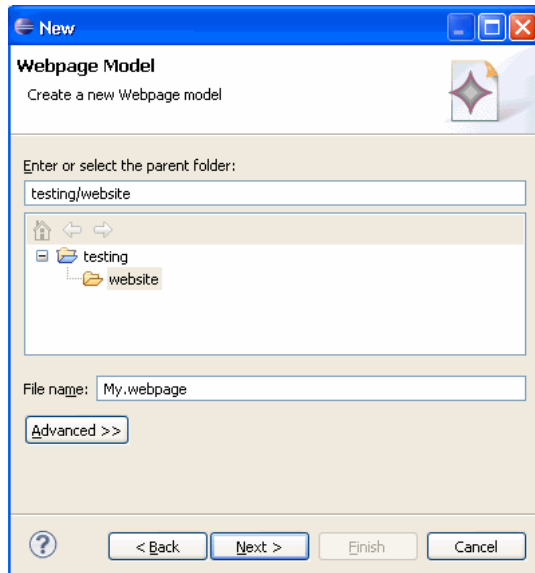 New
Webpage Model
Create a new Webpage model
Enter or select the parent folder:
testing/website
testing
website
File name: My.webpage
Advanced >>
? < Back Next > Finish Cancel